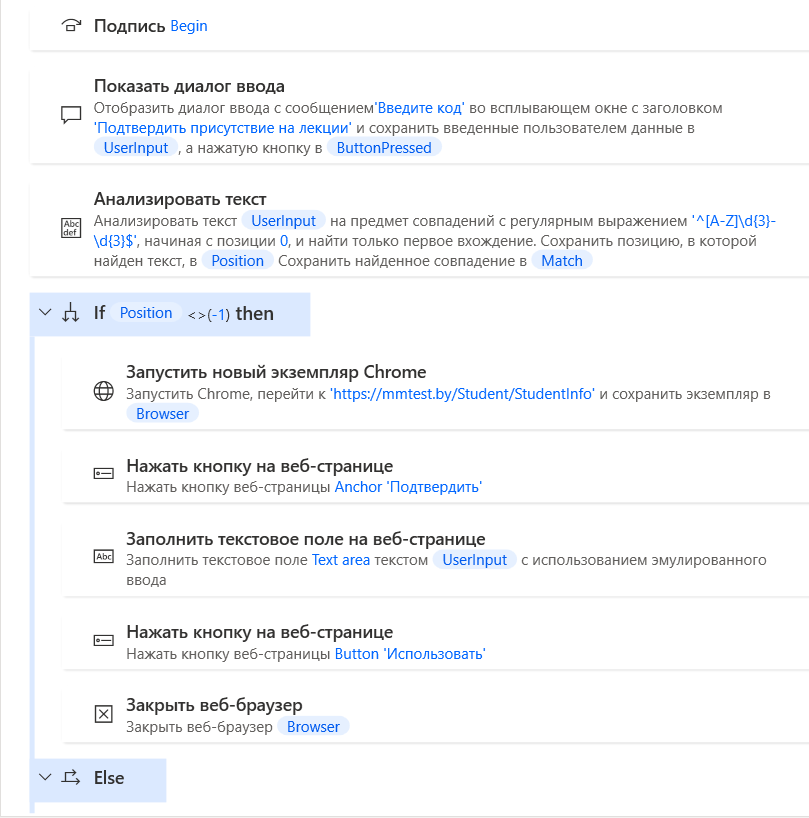 Подпись Begin
Показать диалог ввода
Отобразить диалог ввода с сообщением'Введите код' во всплывающем окне с заголовком
'Подтвердить присутствие на лекции' и сохранить введенные пользователем данные в
UserInput , а нажатую кнопку в ButtonPressed
Анализировать текст
Abc
def
Анализировать текст UserInput на предмет совпадений с регулярным выражением '^[A-Z]\d{3}-
\d{3}$', начиная с позиции 0, и найти только первое вхождение. Сохранить позицию, в которой
найден текст, в Position Сохранить найденное совпадение в Match
If Position <>(-1) then
Запустить новый экземпляр Chrome
Запустить Chrome, перейти к 'https://mmtest.by/Student/StudentInfo' и сохранить экземпляр в
Browser
Нажать кнопку на веб-странице
Нажать кнопку веб-страницы Anchor 'Подтвердить'
Заполнить текстовое поле на веб-странице
Abc
Заполнить текстовое поле Text area текстом UserInput с использованием эмулированного
ввода
Нажать кнопку на веб-странице
Нажать кнопку веб-страницы Button 'Использовать'
Закрыть веб-браузер
Закрыть веб-браузер Browser
Else